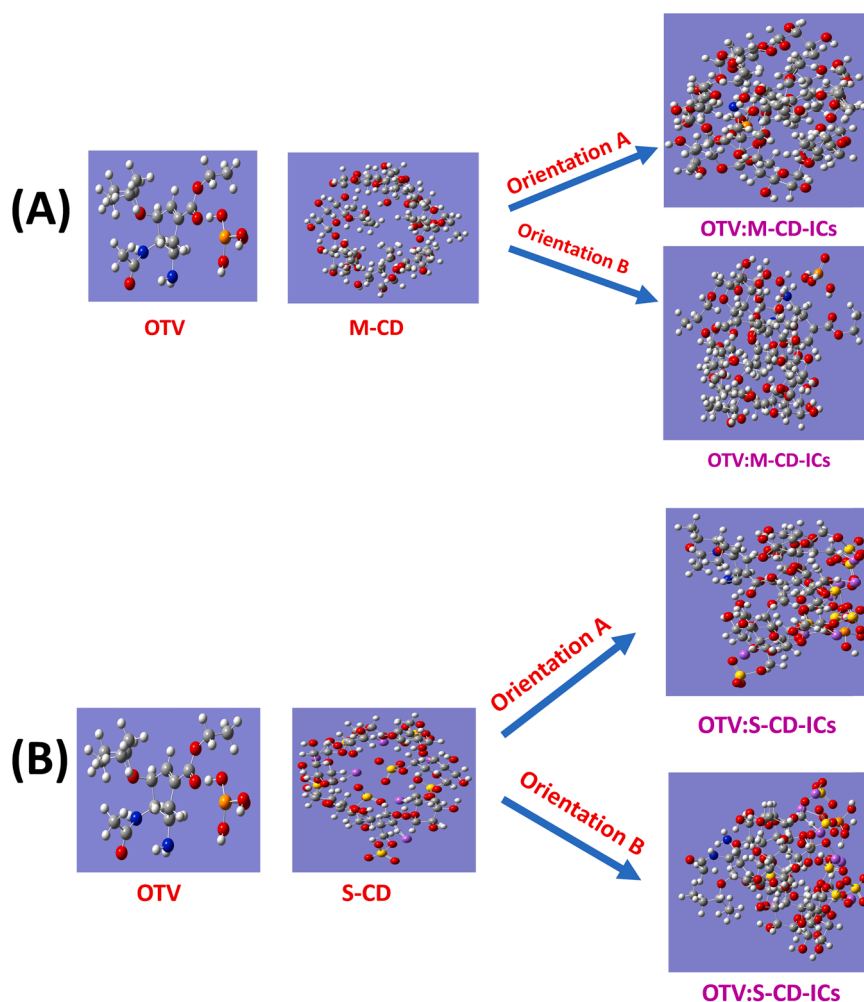 (A)
OTV
M-CD
Orientation A
Orientation B
OTV:M-CD-ICs
OTV:M-CD-ICs
(B)
OTV
S-CD
Orientation A
Orientation B
OTV:S-CD-ICs
OTV:S-CD-ICs